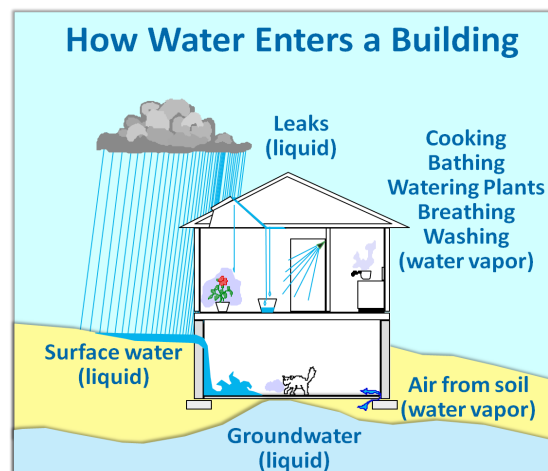 How Water Enters a Building
Leaks
(liquid)
Cooking
Bathing
Watering Plants
Breathing
Washing
(water vapor)
Surface water
(liquid)
Air from soil
(water vapor)
Groundwater
(liquid)